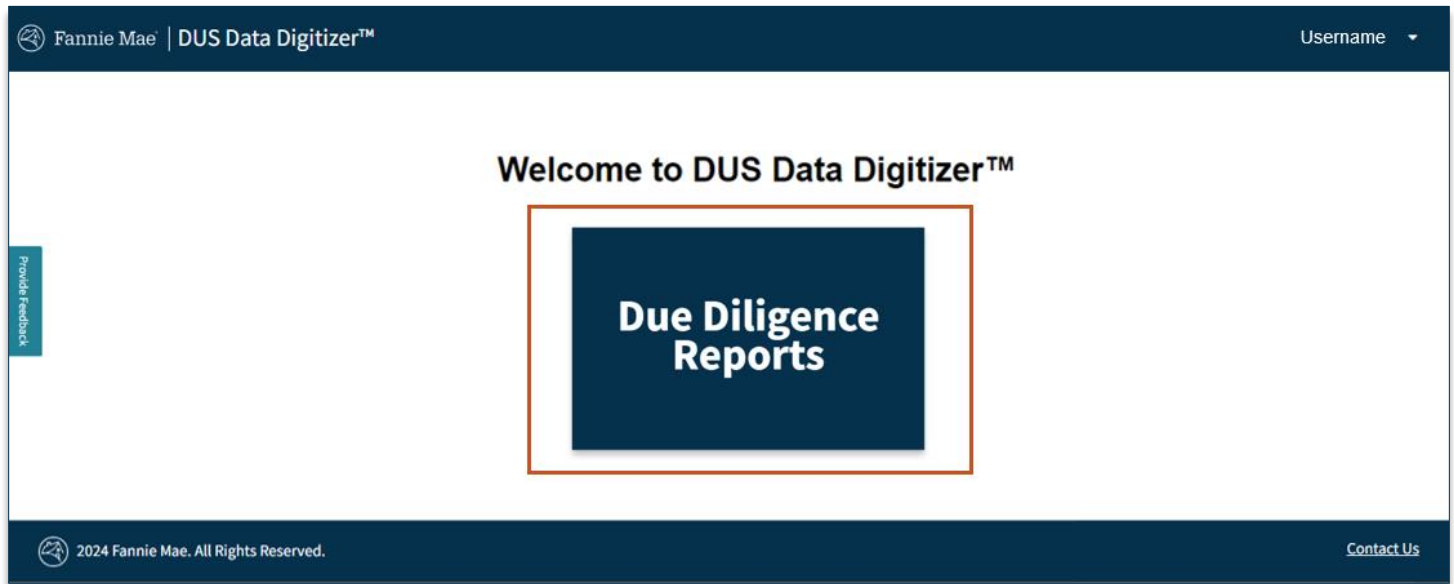 Fannie Mae | DUS Data Digitizer™
Username
Welcome to DUS Data Digitizer™
Provide Feedback
Due Diligence
Reports
2024 Fannie Mae. All Rights Reserved.
Contact Us